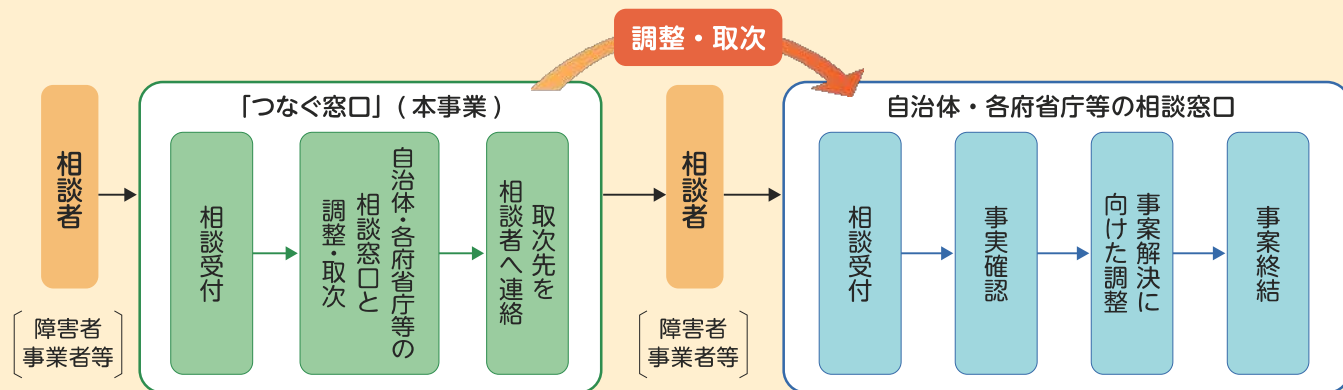 調整・取次
相談者
障害者
事業者等
「つなぐ窓口」(本事業)
相談受付
自治体・各府省庁等の
相談窓口と
調整・取次
取次先を
相談者へ連絡
相談者
障害者
事業者等
自治体・各府省庁等の相談窓口
相談受付
事実確認
事案解決に
向けた調整
事案終結